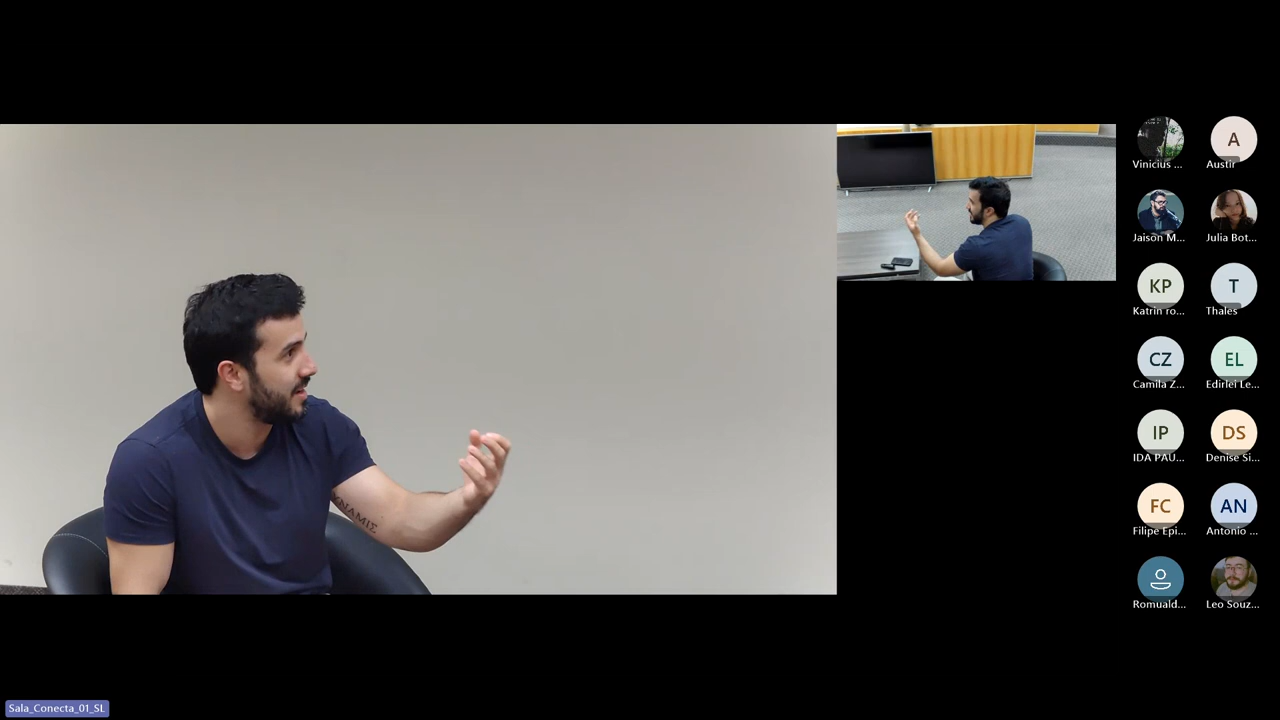 ΥΝΑΜΙΣ
Vinicius ...
A
Austir
Jaison M...
Julia Bot...
KP
Katrin ro...
T
Thales
CZ
Camila Z...
EL
Edirlei Le...
IP
IDA PAU...
DS
Denise Si...
FC
Filipe Epi...
AN
Antonio ...
Romuald...
Leo Souz...
Sala_Conecta_01_SL